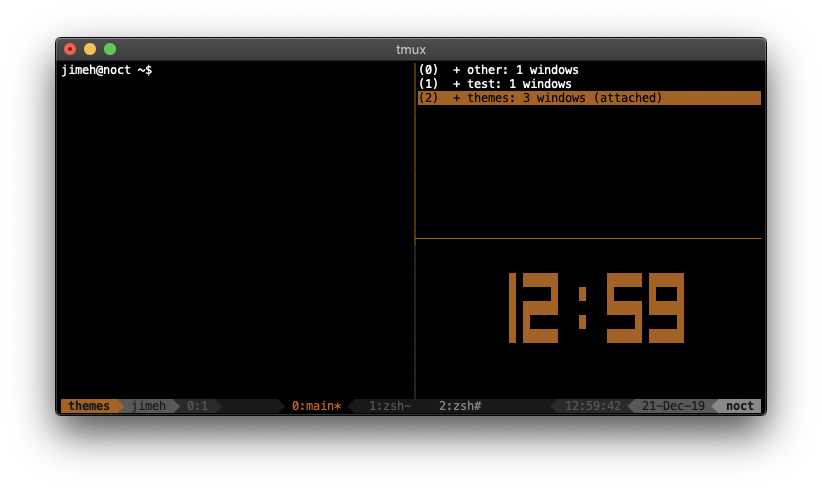 tmux
jimeh@noct ~$
(0)  + other: 1 windows
(1)  + test: 1 windows
(2)  + themes: 3 windows (attached)
12:59
themes jimeh 0:1 0:main* 1:zsh- 2:zsh# 12:59:42 21-Dec-19 noct